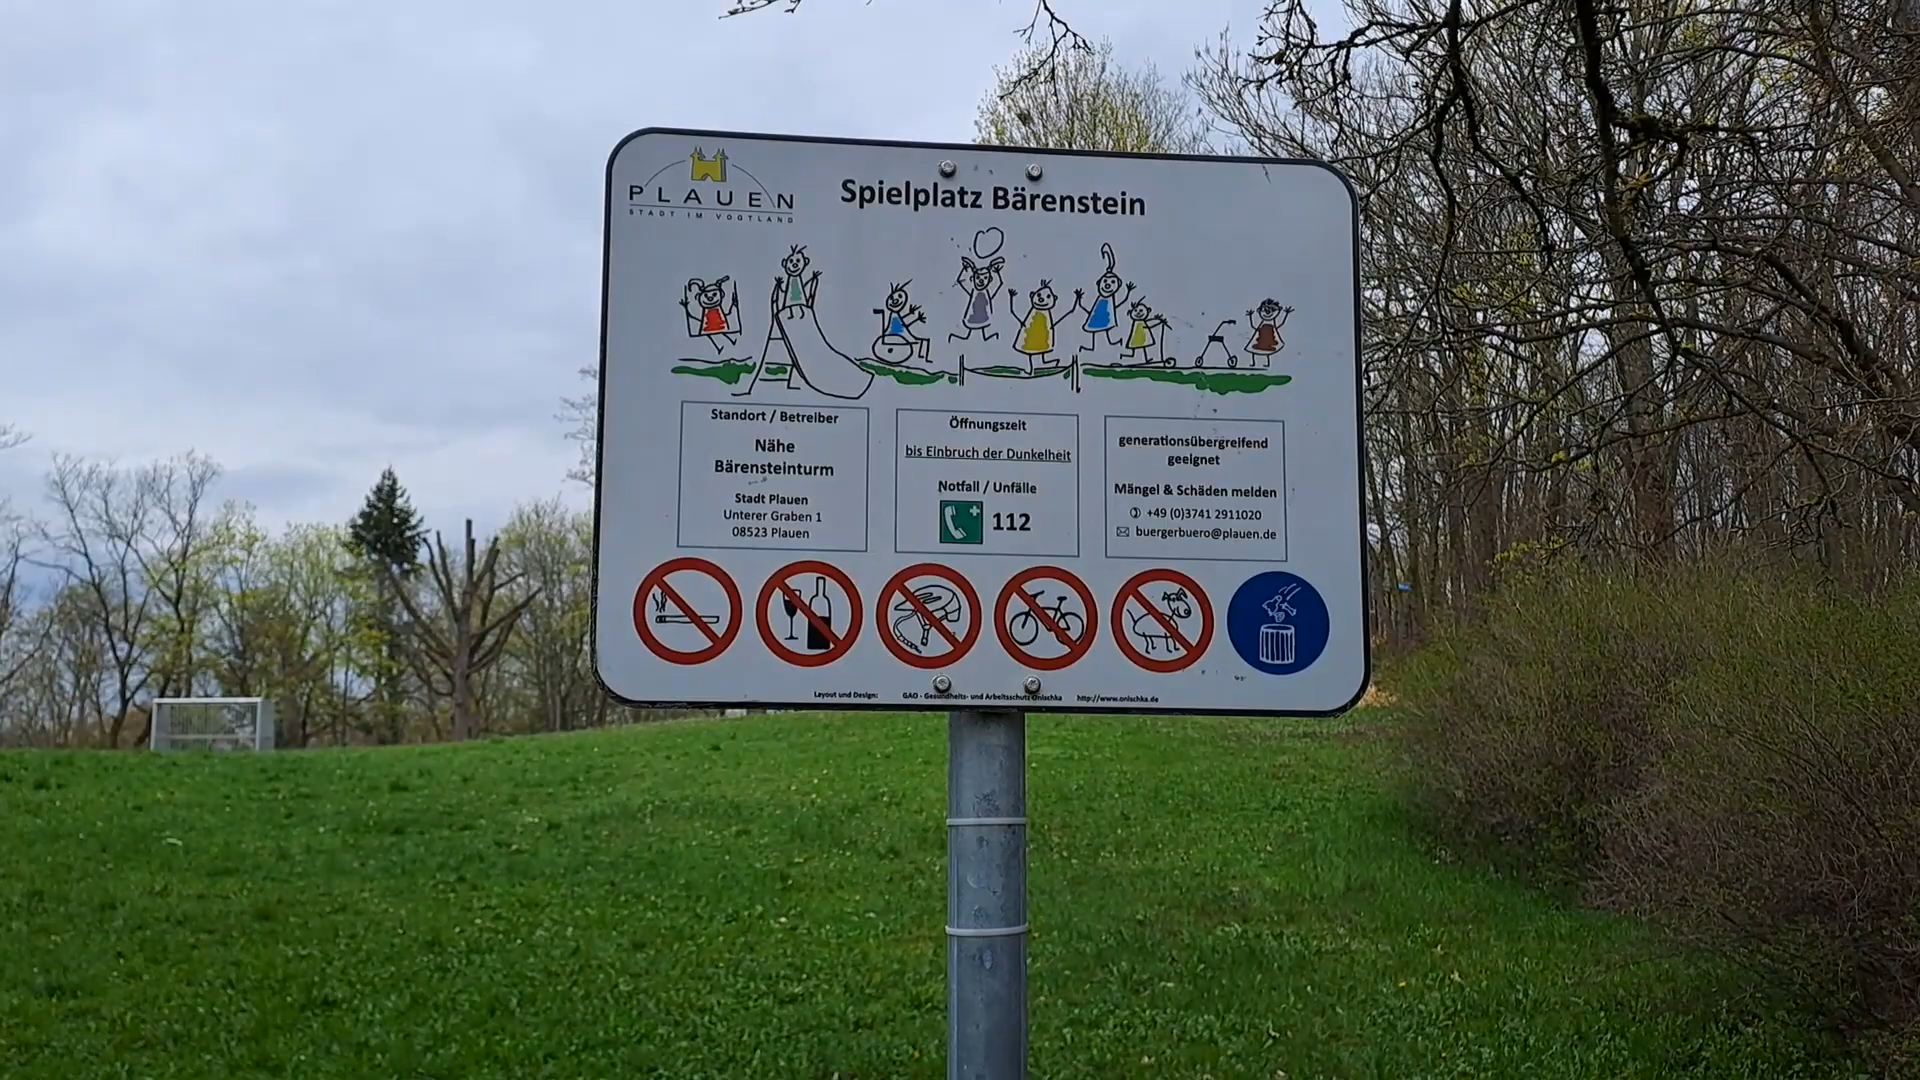 PLAUEN
STADT IM VOGTLAND
Spielplatz Bärenstein
Standort / Betreiber
Nähe
Bärensteinturm
Stadt Plauen
Unterer Graben 1
08523 Plauen
Öffnungszeit
bis Einbruch der Dunkelheit
Notfall / Unfälle
112
generationsübergreifend
geeignet
Mängel & Schäden melden
+49 (0)3741 2911020
buergerbuero@plauen.de
Layout und Design: GAO - Gesundheits- und Arbeitsschutz Onischka http://www.onischka.de